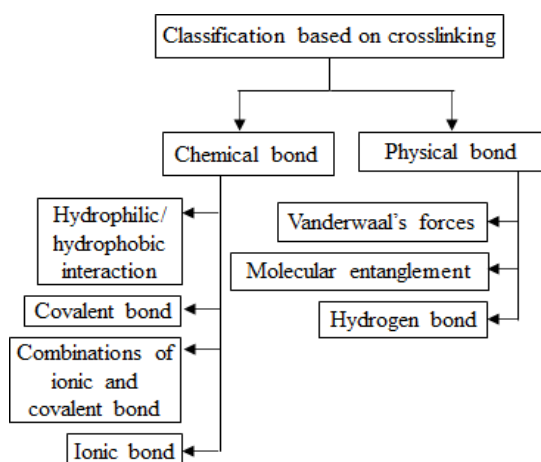 Classification based on crosslinking
Chemical bond
Physical bond
Hydrophilic/
hydrophobic
interaction
Covalent bond
Combinations of
ionic and
covalent bond
Ionic bond
Vanderwaal's forces
Molecular entanglement
Hydrogen bond